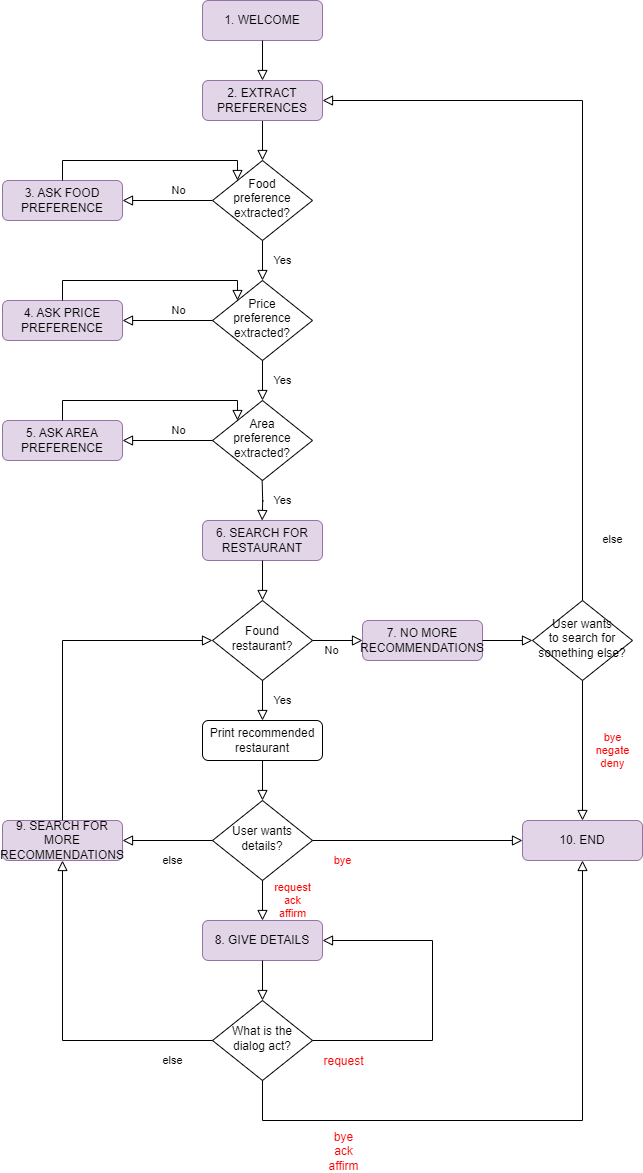 1. WELCOME
2. EXTRACT
PREFERENCES
Food
preference
extracted?
No
3. ASK FOOD
PREFERENCE
Yes
Price
preference
extracted?
No
4. ASK PRICE
PREFERENCE
Yes
Area
preference
extracted?
No
5. ASK AREA
PREFERENCE
Yes
6. SEARCH FOR
RESTAURANT
else
Found
restaurant?
No
7. NO MORE
RECOMMENDATIONS
User wants
to search for
something else?
Yes
Print recommended
restaurant
bye
negate
deny
9. SEARCH FOR
MORE
RECOMMENDATIONS
else
User wants
details?
bye
10. END
request
ack
affirm
8. GIVE DETAILS
What is the
dialog act?
else
request
bye
ack
affirm